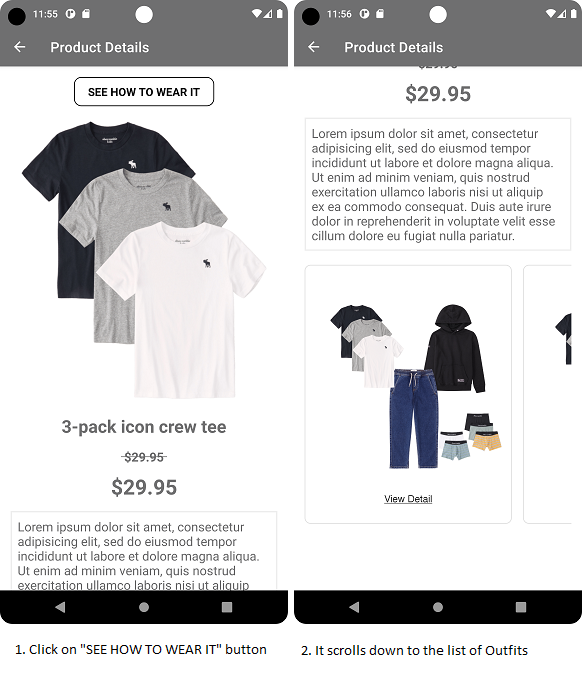 11:55
Product Details
SEE HOW TO WEAR IT
3-pack icon crew tee
$29.95
$29.95
Lorem ipsum dolor sit amet, consectetur
adipisicing elit, sed do eiusmod tempor
incididunt ut labore et dolore magna aliqua.
Ut enim ad minim veniam, quis nostrud
exercitation ullamco laboris nisi ut aliquip
1. Click on "SEE HOW TO WEAR IT" button
11:56
Product Details
$29.95
$29.95
Lorem ipsum dolor sit amet, consectetur
adipisicing elit, sed do eiusmod tempor
incididunt ut labore et dolore magna aliqua.
Ut enim ad minim veniam, quis nostrud
exercitation ullamco laboris nisi ut aliquip
ex ea commodo consequat. Duis aute irure
dolor in reprehenderit in voluptate velit esse
cillum dolore eu fugiat nulla pariatur.
View Detail
2. It scrolls down to the list of Outfits